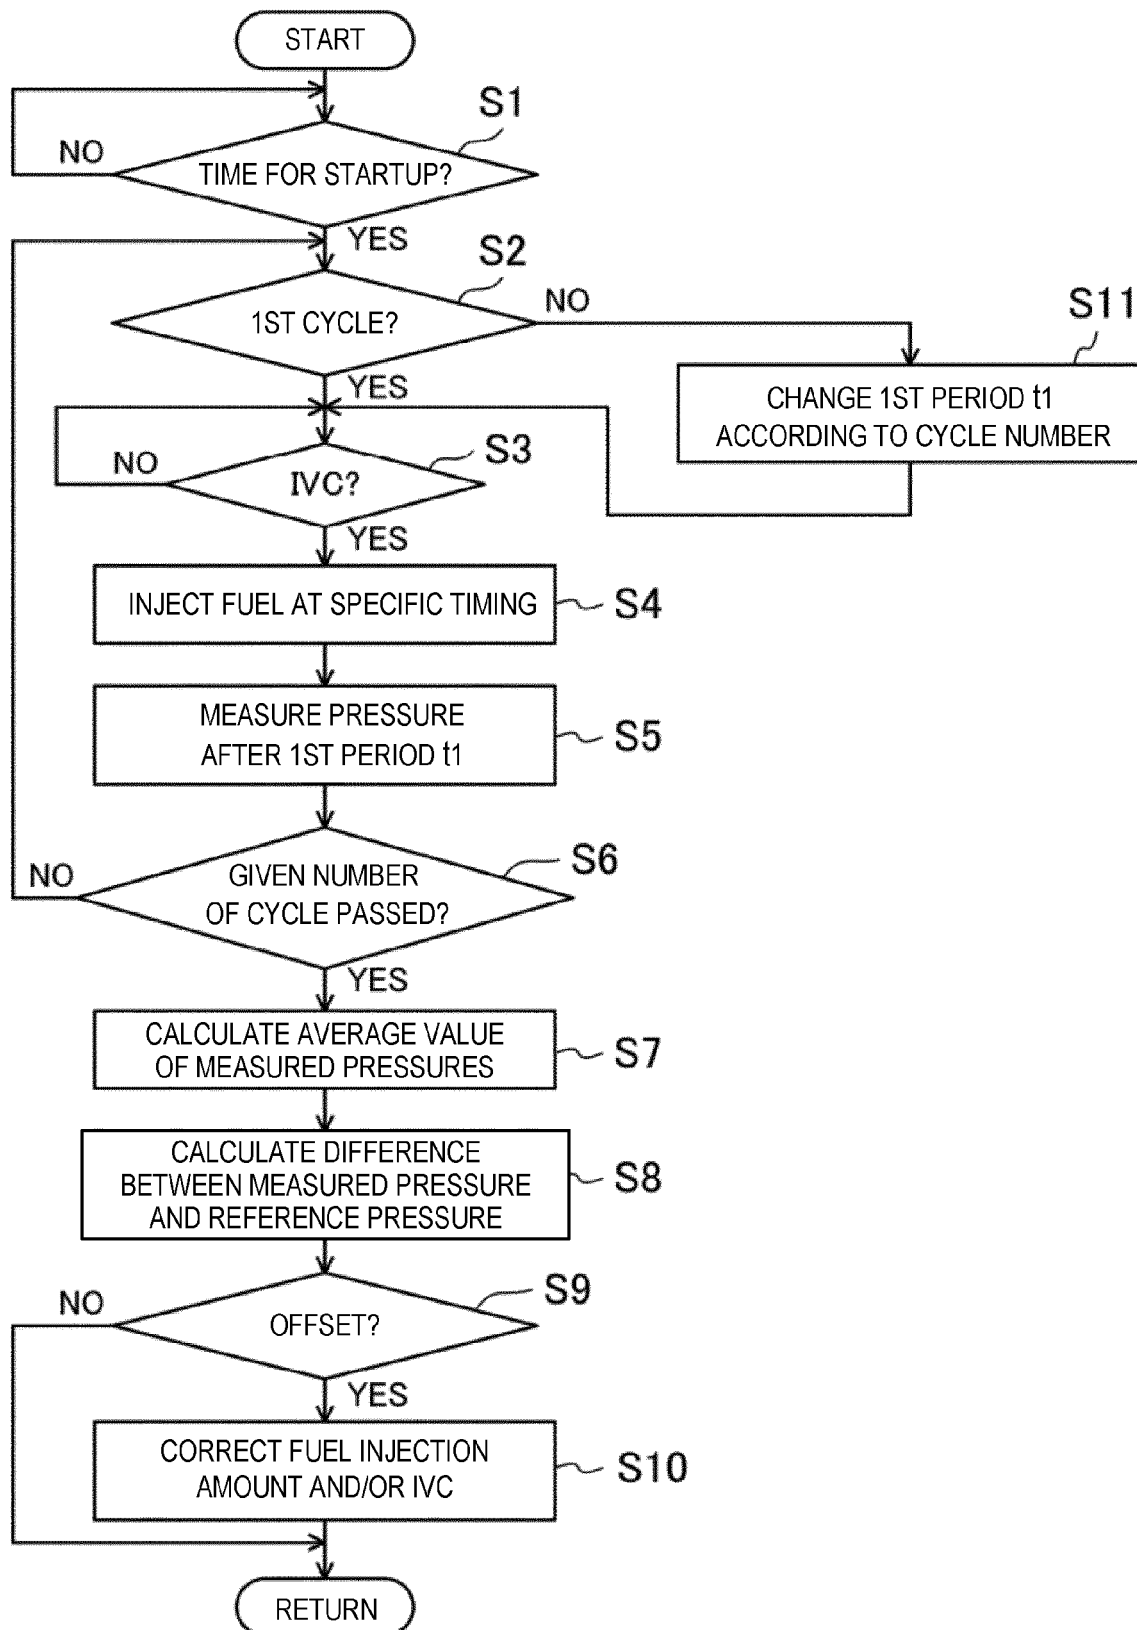 START
S1
NO
TIME FOR STARTUP?
YES
S2
NO
1ST CYCLE?
S11
YES
CHANGE 1ST PERIOD t1
ACCORDING TO CYCLE NUMBER
S3
NO
IVC?
YES
INJECT FUEL AT SPECIFIC TIMING
S4
MEASURE PRESSURE
AFTER 1ST PERIOD t1
S5
S6
NO
GIVEN NUMBER
OF CYCLE PASSED?
YES
CALCULATE AVERAGE VALUE
OF MEASURED PRESSURES
S7
CALCULATE DIFFERENCE
BETWEEN MEASURED PRESSURE
AND REFERENCE PRESSURE
S8
S9
NO
OFFSET?
YES
CORRECT FUEL INJECTION
AMOUNT AND/OR IVC
S10
RETURN